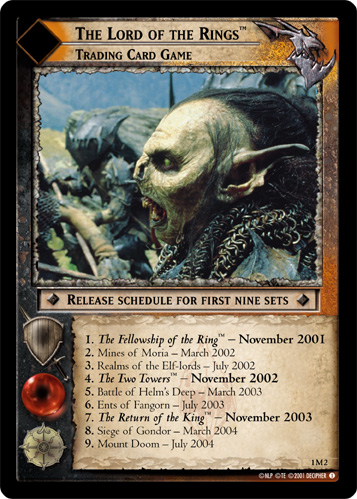 The Lord of the Rings™
Trading Card Game
Release schedule for first nine sets
1. The Fellowship of the Ring™ – November 2001
2. Mines of Moria – March 2002
3. Realms of the Elf-lords – July 2002
4. The Two Towers™ – November 2002
5. Battle of Helm's Deep – March 2003
6. Ents of Fangorn – July 2003
7. The Return of the King™ – November 2003
8. Siege of Gondor – March 2004
9. Mount Doom – July 2004
1 M2
©NLP ©TE ©2001 DECIPHER